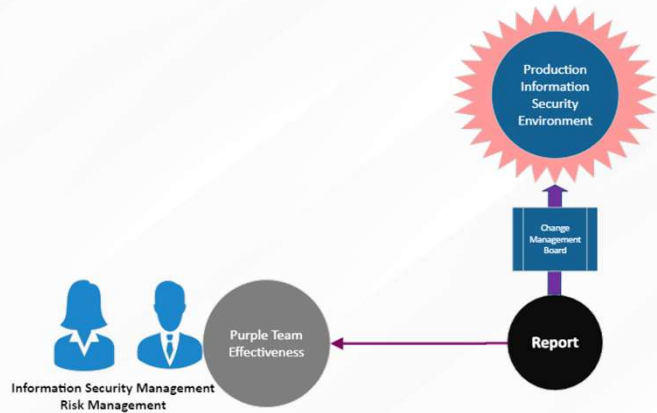 Production
Information
Security
Environment
Change
Management
Board
Report
Purple Team
Effectiveness
Information Security Management
Risk Management